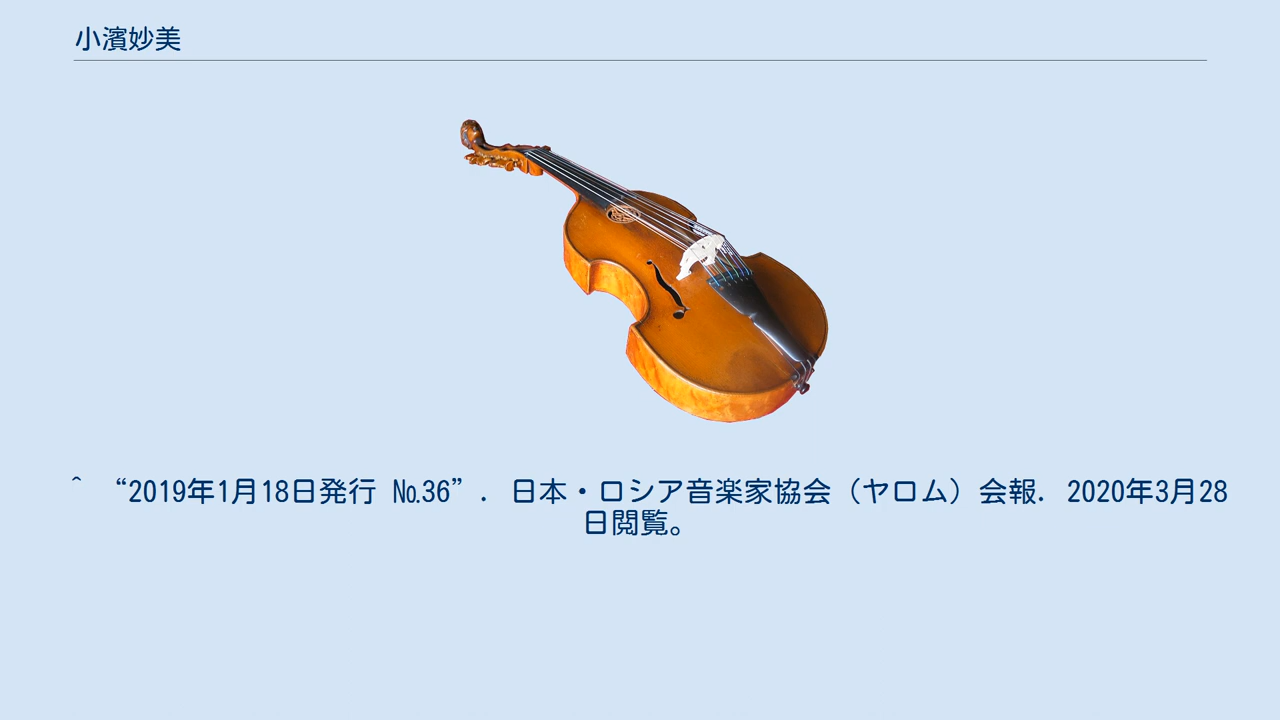 小濱妙美
^ “2019年1月18日発行 №36”. 日本・ロシア音楽家協会（ヤロム）会報. 2020年3月28
日閲覧。